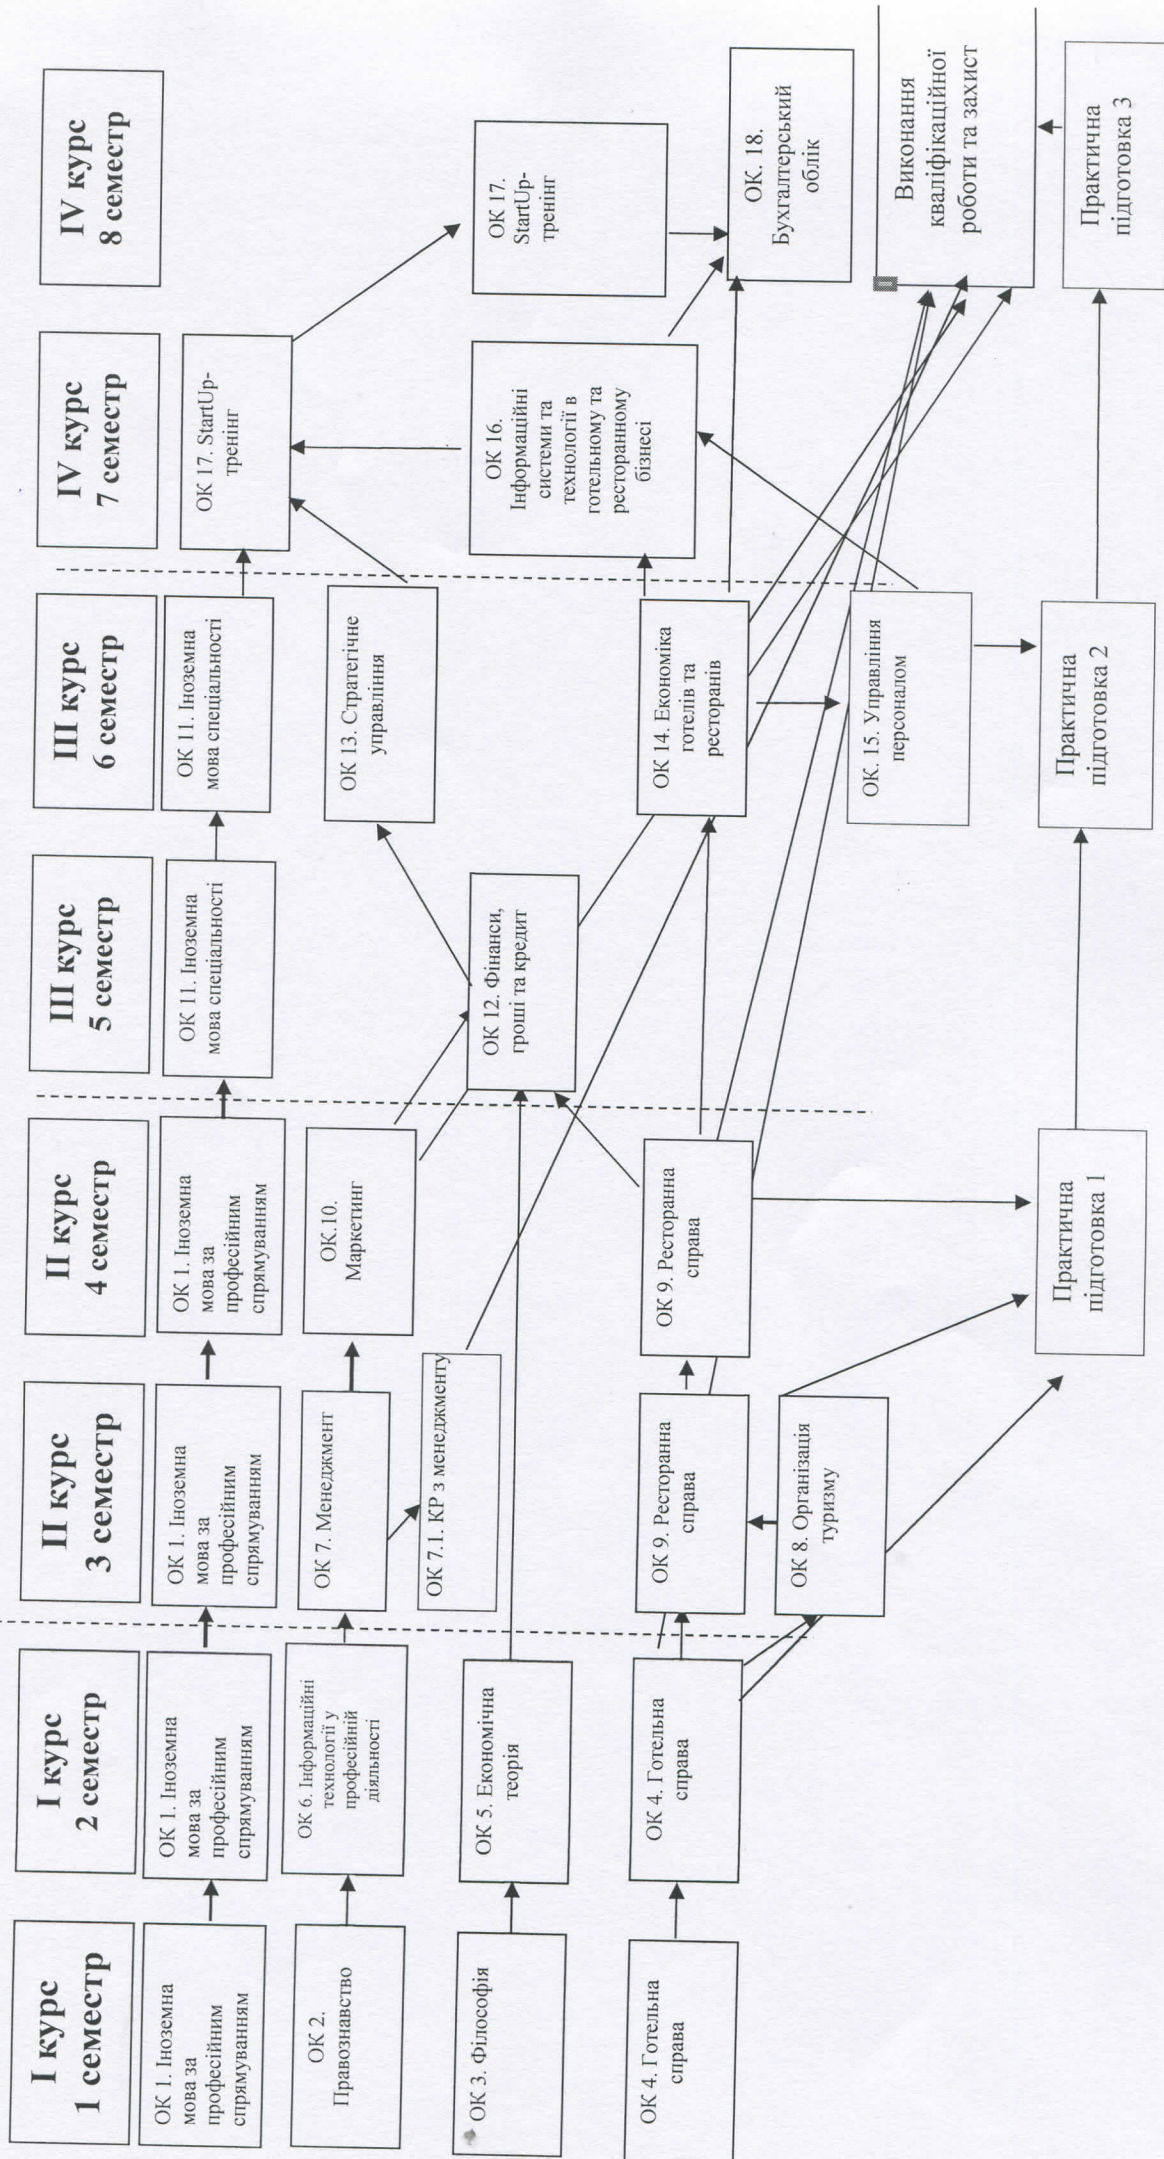 I курс
1 семестр
ОК 1. Іноземна
мова за
професійним
спрямуванням
ОК 2.
Правознавство
ОК 3. Філософія
ОК 4. Готельна
справа
I курс
2 семестр
ОК 1. Іноземна
мова за
професійним
спрямуванням
ОК 6. Інформаційні
технології у
професійній
діяльності
ОК 5. Економічна
теорія
ОК 4. Готельна
справа
II курс
3 семестр
ОК 1. Іноземна
мова за
професійним
спрямуванням
ОК 7. Менеджмент
ОК 7.1. КР з менеджменту
ОК 9. Ресторанна
справа
ОК 8. Організація
туризму
II курс
4 семестр
ОК 1. Іноземна
мова за
професійним
спрямуванням
ОК.10.
Маркетинг
ОК 9. Ресторанна
справа
Практична
підготовка 1
III курс
5 семестр
ОК 11. Іноземна
мова спеціальності
ОК 12. Фінанси,
гроші та кредит
III курс
6 семестр
ОК 11. Іноземна
мова спеціальності
ОК 13. Стратегічне
управління
ОК 14. Економіка
готелів та
ресторанів
ОК. 15. Управління
персоналом
Практична
підготовка 2
IV курс
7 семестр
ОК 17. StartUp-
тренінг
ОК 16.
Інформаційні
системи та
технології в
готельному та
ресторанному
бізнесі
IV курс
8 семестр
ОК 17.
StartUp-
тренінг
ОК. 18.
Бухгалтерський
облік
Виконання
кваліфікаційної
роботи та захист
Практична
підготовка 3